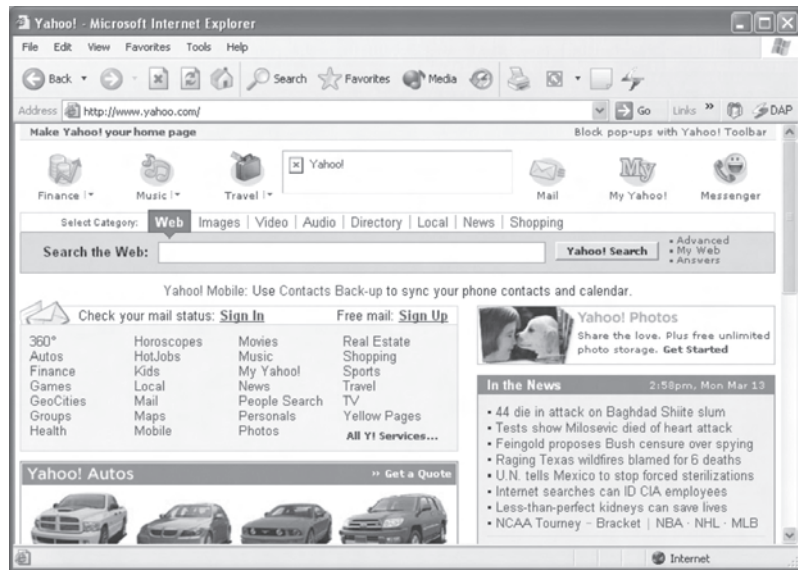 Yahoo! - Microsoft Internet Explorer
File Edit View Favorites Tools Help
Back Search Favorites Media
Address http://www.yahoo.com/ Go Links » DAP
Make Yahoo! your home page Block pop-ups with Yahoo! Toolbar
Yahoo!
Finance Music Travel Mail My Yahoo! Messenger
Select Category: Web Images | Video | Audio | Directory | Local | News | Shopping
Search the Web: Yahoo! Search
• Advanced
• My Web
• Answers
Yahoo! Mobile: Use Contacts Back-up to sync your phone contacts and calendar.
Check your mail status: Sign In Free mail: Sign Up
360° Horoscopes Movies Real Estate
Autos HotJobs Music Shopping
Finance Kids My Yahoo! Sports
Games Local News Travel
GeoCities Mail People Search TV
Groups Maps Personals Yellow Pages
Health Mobile Photos All Y! Services...
Yahoo! Autos » Get a Quote
Yahoo! Photos
Share the love. Plus free unlimited
photo storage. Get Started
In the News 2:58pm, Mon Mar 13
• 44 die in attack on Baghdad Shiite slum
• Tests show Milosevic died of heart attack
• Feingold proposes Bush censure over spying
• Raging Texas wildfires blamed for 6 deaths
• U.N. tells Mexico to stop forced sterilizations
• Internet searches can ID CIA employees
• Less-than-perfect kidneys can save lives
• NCAA Tourney - Bracket | NBA · NHL · MLB
Internet